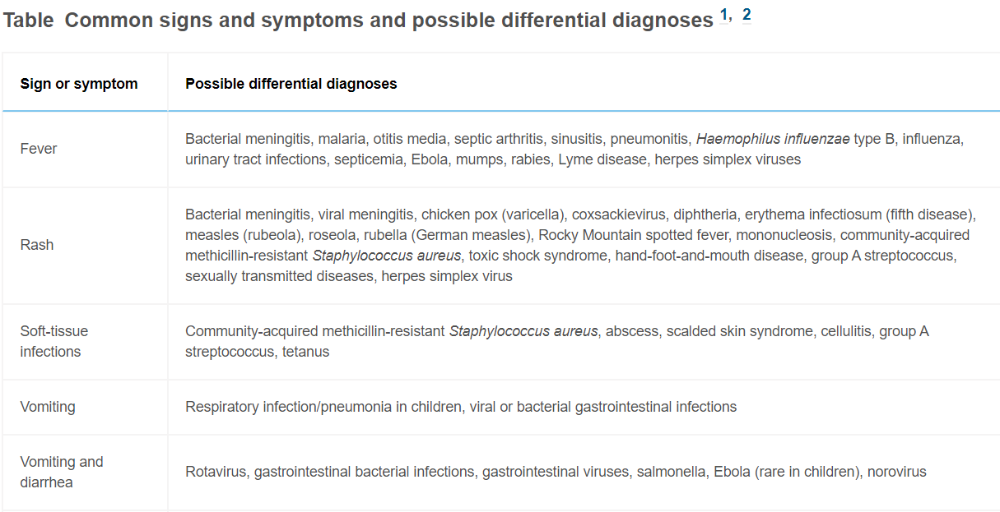 Table Common signs and symptoms and possible differential diagnoses 1, 2
Sign or symptom
Possible differential diagnoses
Fever
Bacterial meningitis, malaria, otitis media, septic arthritis, sinusitis, pneumonitis, Haemophilus influenzae type B, influenza,
urinary tract infections, septicemia, Ebola, mumps, rabies, Lyme disease, herpes simplex viruses
Rash
Bacterial meningitis, viral meningitis, chicken pox (varicella), coxsackievirus, diphtheria, erythema infectiosum (fifth disease),
measles (rubeola), roseola, rubella (German measles), Rocky Mountain spotted fever, mononucleosis, community-acquired
methicillin-resistant Staphylococcus aureus, toxic shock syndrome, hand-foot-and-mouth disease, group A streptococcus,
sexually transmitted diseases, herpes simplex virus
Soft-tissue
infections
Community-acquired methicillin-resistant Staphylococcus aureus, abscess, scalded skin syndrome, cellulitis, group A
streptococcus, tetanus
Vomiting
Respiratory infection/pneumonia in children, viral or bacterial gastrointestinal infections
Vomiting and
diarrhea
Rotavirus, gastrointestinal bacterial infections, gastrointestinal viruses, salmonella, Ebola (rare in children), norovirus